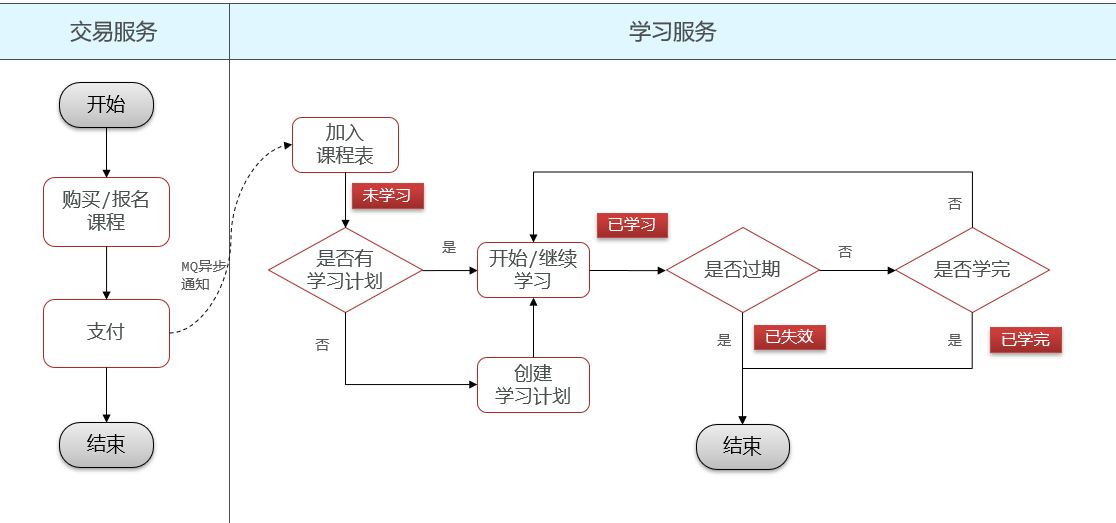 交易服务
学习服务
开始
购买/报名
课程
支付
结束
MQ异步
通知
加入
课程表
未学习
是否有
学习计划
是
否
开始/继续
学习
创建
学习计划
已学习
是否过期
否
是
已失效
是否学完
否
是
已学完
结束